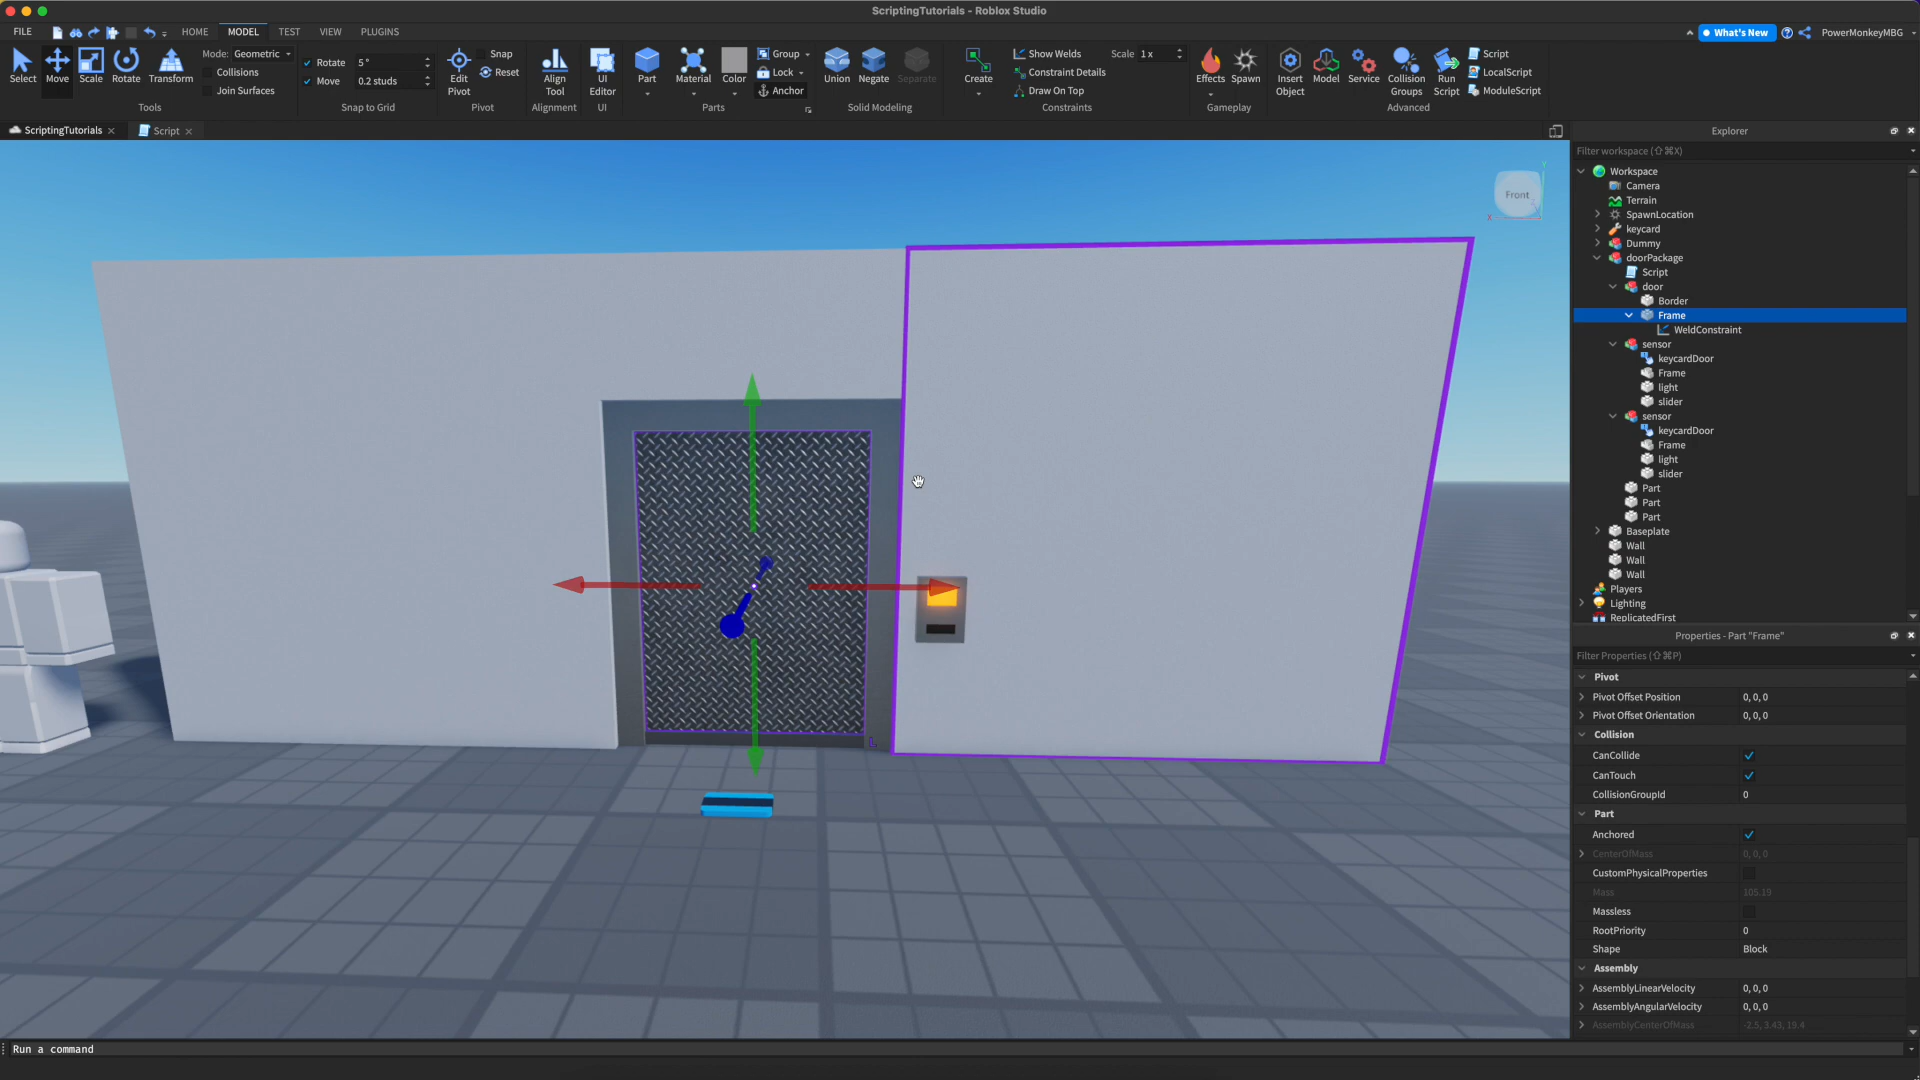 ScriptingTutorials - Roblox Studio
FILE HOME MODEL TEST VIEW PLUGINS What's New PowerMonkeyMBG
Select Move Scale Rotate Transform
Mode: Geometric
Collisions
Join Surfaces
Tools
Rotate 5 °
Move 0.2 studs
Snap to Grid
Edit Pivot
Snap
Reset
Pivot
Align Tool
Alignment
UI Editor
UI
Part Material Color
Group
Lock
Anchor
Parts
Union Negate Separate
Solid Modeling
Create
Show Welds
Constraint Details
Draw On Top
Scale 1 x
Constraints
Effects Spawn
Gameplay
Insert Object Model Service Collision Groups Run Script
Script
LocalScript
ModuleScript
Advanced
ScriptingTutorials Script
Front
Y
X
L
Explorer
Filter workspace (⇧⌘X)
Workspace
Camera
Terrain
SpawnLocation
keycard
Dummy
doorPackage
Script
door
Border
Frame
WeldConstraint
sensor
keycardDoor
Frame
light
slider
sensor
keycardDoor
Frame
light
slider
Part
Part
Part
Baseplate
Wall
Wall
Wall
Players
Lighting
ReplicatedFirst
Properties - Part "Frame"
Filter Properties (⇧⌘P)
Pivot
Pivot Offset Position 0, 0, 0
Pivot Offset Orientation 0, 0, 0
Collision
CanCollide
CanTouch
CollisionGroupId 0
Part
Anchored
CenterOfMass 0, 0, 0
CustomPhysicalProperties
Mass 105.19
Massless
RootPriority 0
Shape Block
Assembly
AssemblyLinearVelocity 0, 0, 0
AssemblyAngularVelocity 0, 0, 0
AssemblyCenterOfMass -2.5, 3.43, 19.4
Run a command